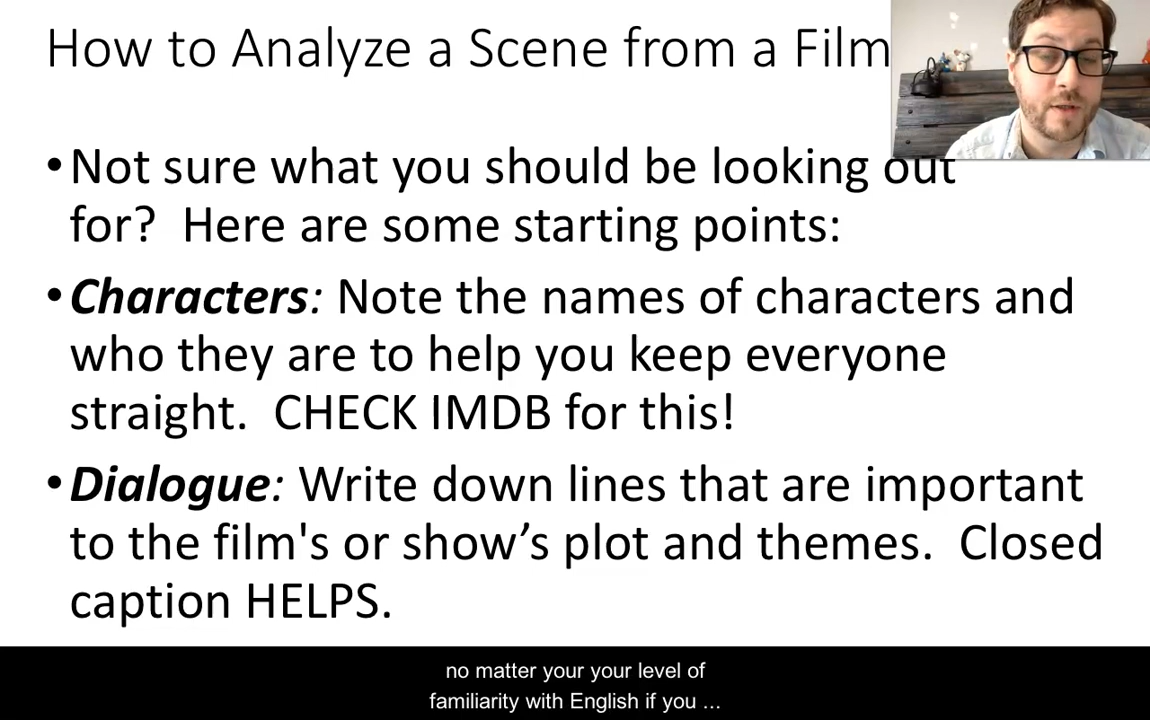 How to Analyze a Scene from a Film
•Not sure what you should be looking out
for?  Here are some starting points:
•Characters: Note the names of characters and
who they are to help you keep everyone
straight.  CHECK IMDB for this!
•Dialogue: Write down lines that are important
to the film's or show’s plot and themes.  Closed
caption HELPS.
no matter your your level of
familiarity with English if you ...